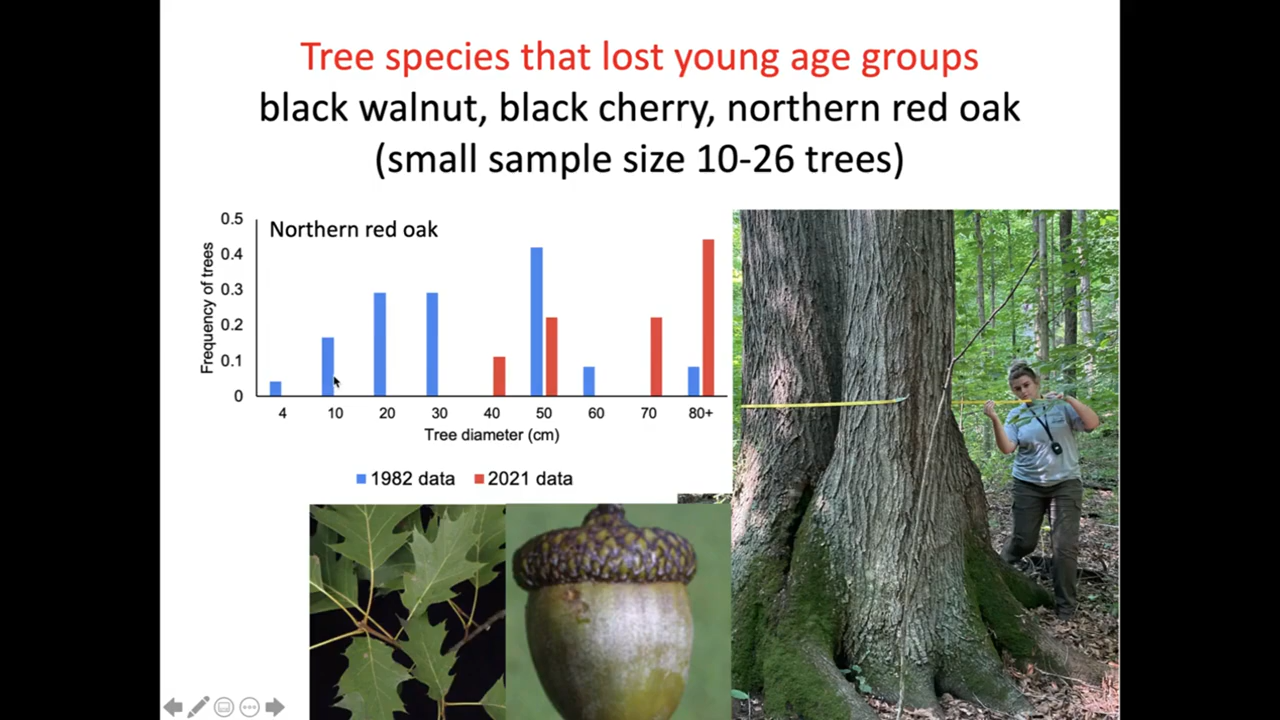 Tree species that lost young age groups
black walnut, black cherry, northern red oak
(small sample size 10-26 trees)
Northern red oak
Frequency of trees
0.5
0.4
0.3
0.2
0.1
0
4 10 20 30 40 50 60 70 80+
Tree diameter (cm)
1982 data 2021 data